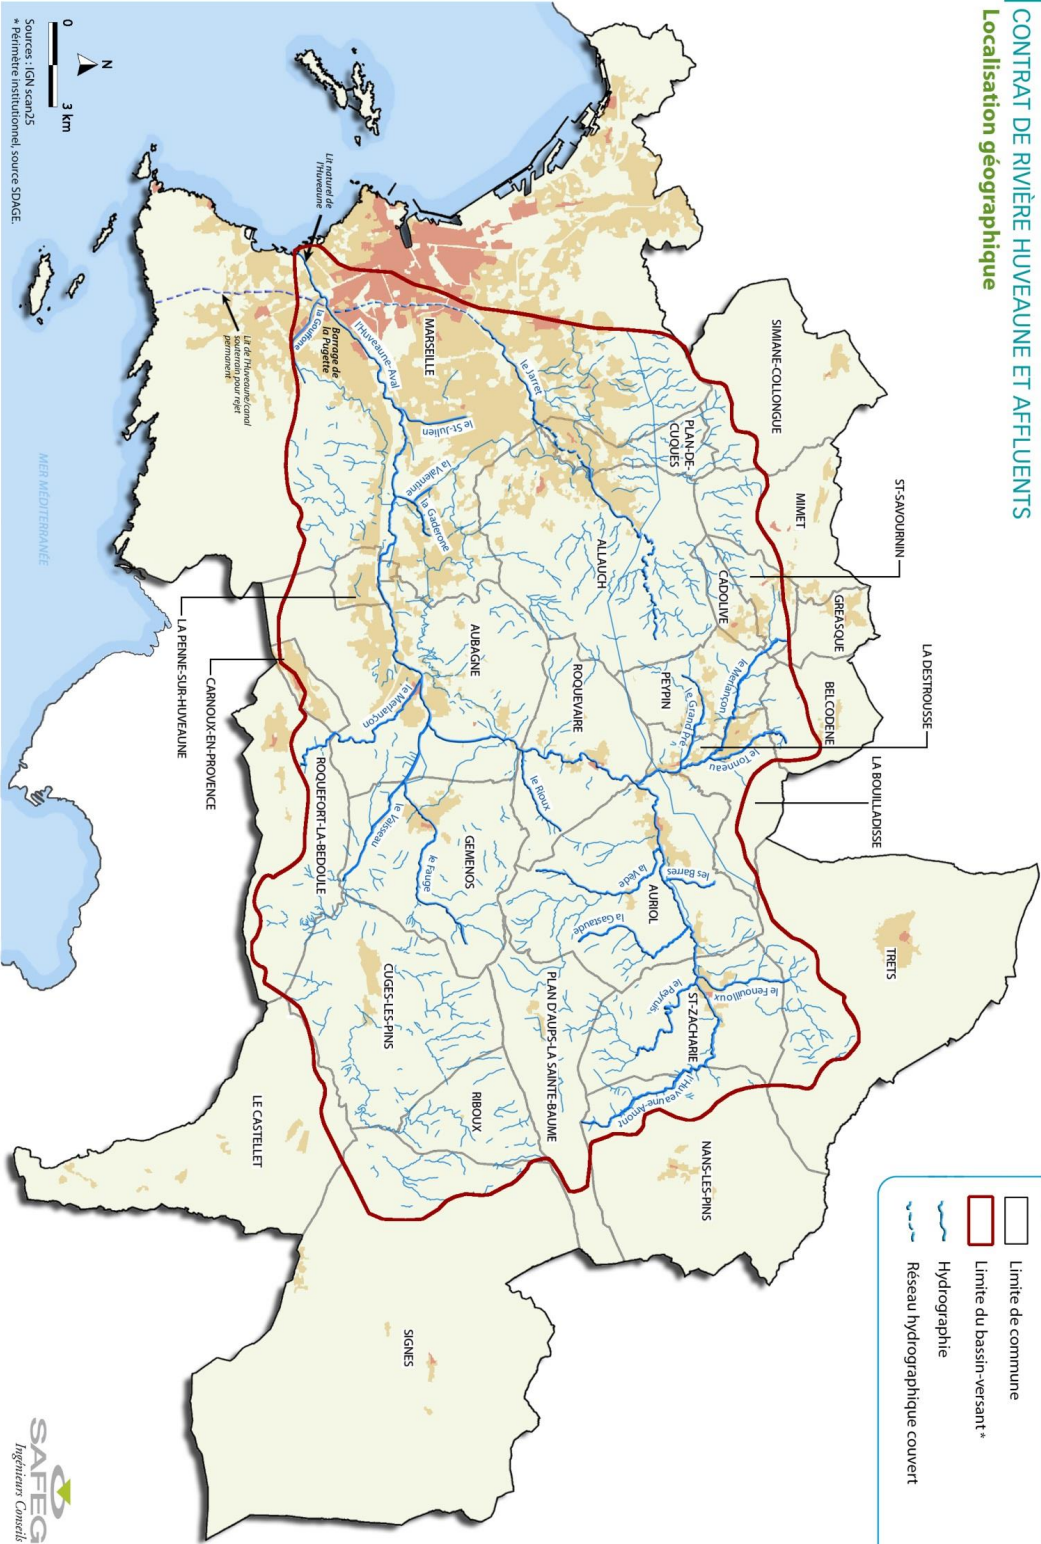 CONTRAT DE RIVIÈRE HUVEAUNE ET AFFLUENTS
Localisation géographique
Limite de commune
Limite du bassin-versant *
Hydrographie
Réseau hydrographique couvert
SIMIANE-COLLONGUE
MIMET
ST-SAVOURNIN
GREASQUE
BELCODENE
LA DESTROUSSE
LA BOUILLADISSE
TRETS
PLAN-DE-
CUQUES
CADOLIVE
ALLAUCH
PEYPIN
le Merlançon
le Grand Pré
le Tonneau
ROQUEVAIRE
AUBAGNE
MARSEILLE
le Jarret
l'Huveaune-Aval
le St-Julien
la Valentine
la Gaderone
la Gouffone
Barrage de
la Pugette
Lit naturel de
l'Huveaune
Lit de l'Huveaune/canal
souterrain pour rejet
permanent
le Rioux
les Barres
la Vède
AURIOL
la Gastaude
le Fenouilloux
le Peyruis
ST-ZACHARIE
l'Huveaune-Amont
NANS-LES-PINS
PLAN D'AUPS-LA SAINTE-BAUME
GEMENOS
le Fauge
le Vaisseau
le Merlançon
CUGES-LES-PINS
RIBOUX
ROQUEFORT-LA-BEDOULE
CARNOUX-EN-PROVENCE
LA PENNE-SUR-HUVEAUNE
LE CASTELLET
SIGNES
MER MÉDITERRANÉE
N
0
3 km
Sources : IGN scan25
* Périmètre institutionnel, source SDAGE.
SAFEG
Ingénieurs Conseils